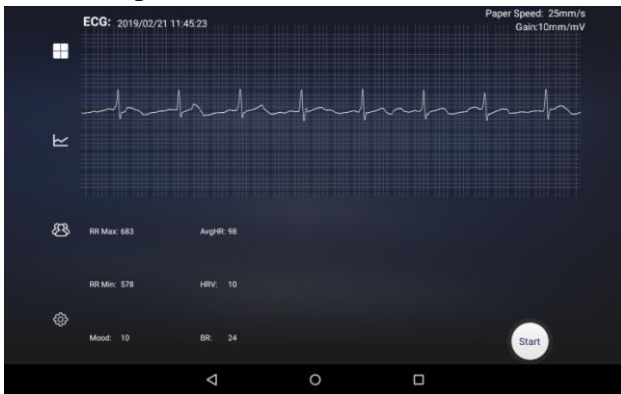 ECG: 2019/02/21 11:45:23
Paper Speed: 25mm/s
Gain:10mm/mV
RR Max: 683
AvgHR: 98
RR Min: 578
HRV: 10
Mood: 10
BR: 24
Start